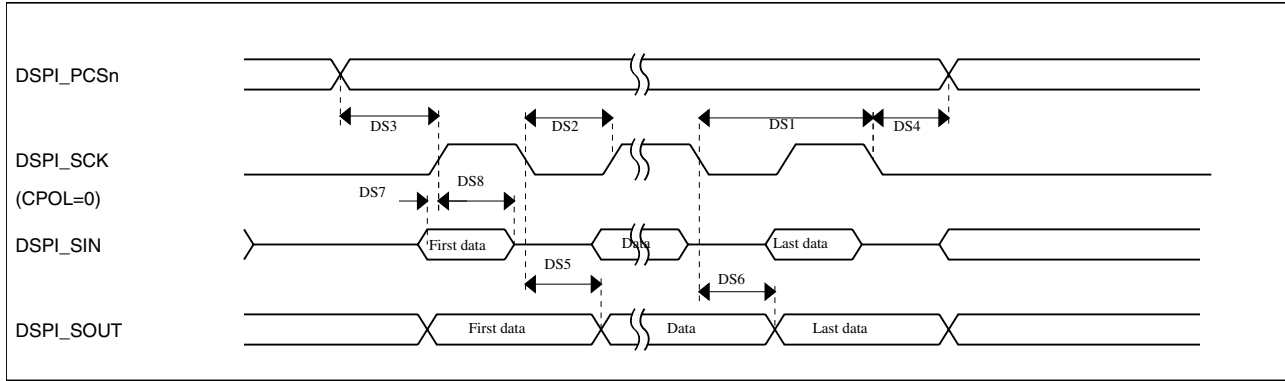 DSPI_PCSn
DS3
DS2
DS1
DS4
DSPI_SCK
(CPOL=0)
DS7
DS8
DSPI_SIN
First data
Data
Last data
DS5
DS6
DSPI_SOUT
First data
Data
Last data